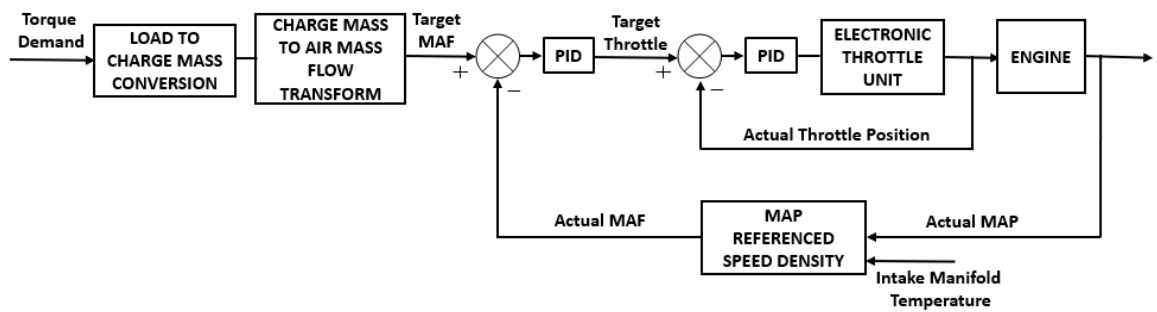 Torque
Demand
LOAD TO
CHARGE MASS
CONVERSION
CHARGE MASS
TO AIR MASS
FLOW
TRANSFORM
Target
MAF
+
−
PID
Target
Throttle
+
−
PID
ELECTRONIC
THROTTLE
UNIT
ENGINE
Actual Throttle Position
Actual MAF
MAP
REFERENCED
SPEED DENSITY
Actual MAP
Intake Manifold
Temperature